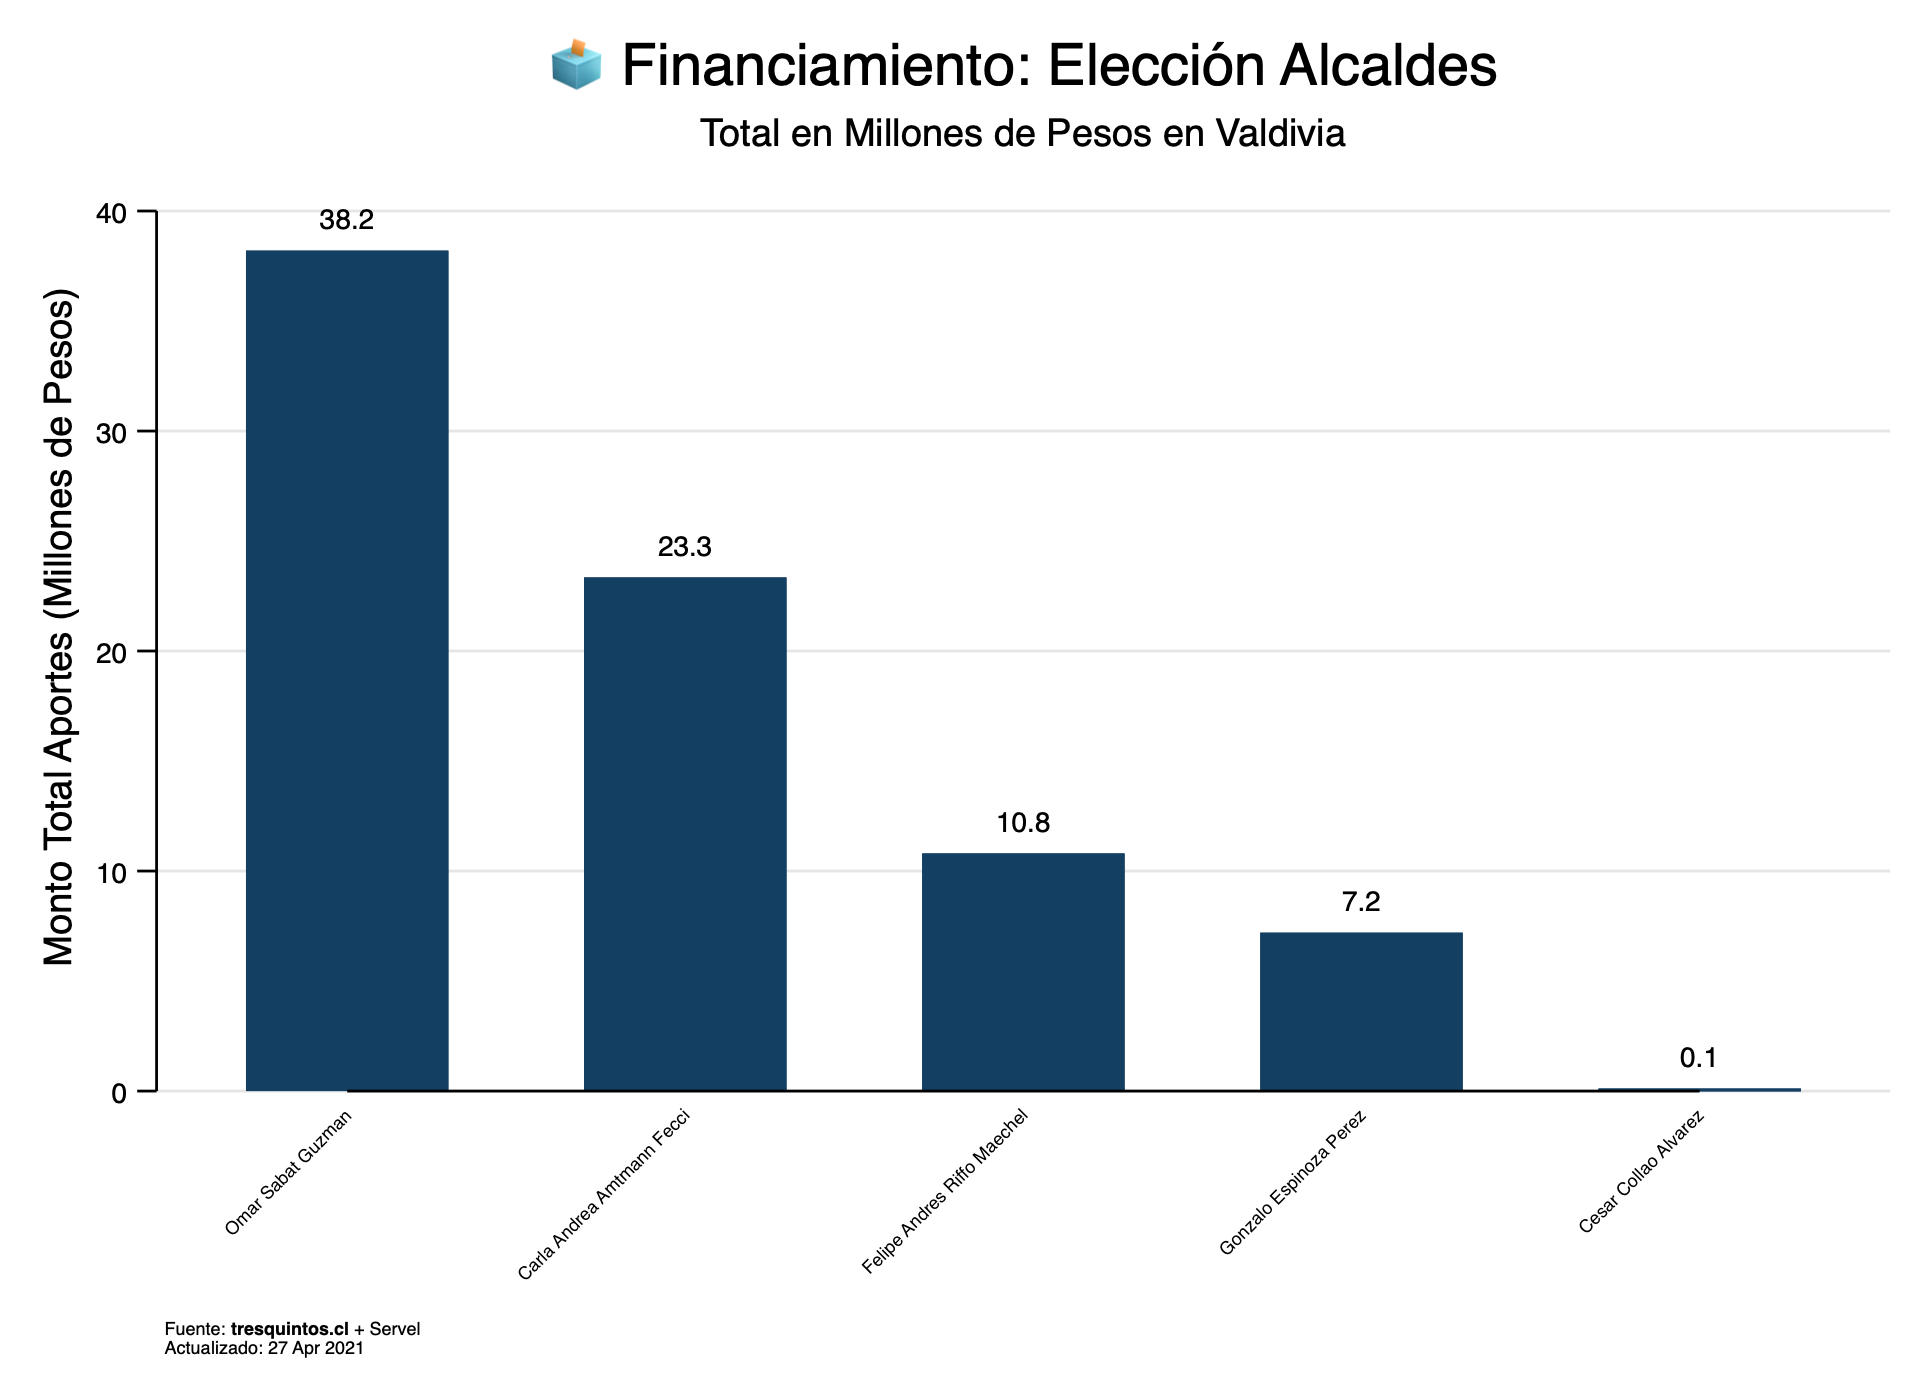 Financiamiento: Elección Alcaldes
Total en Millones de Pesos en Valdivia
Monto Total Aportes (Millones de Pesos)
40
30
20
10
0
38.2
23.3
10.8
7.2
0.1
Omar Sabat Guzman
Carla Andrea Amtmann Fecci
Felipe Andres Riffo Maechel
Gonzalo Espinoza Perez
Cesar Collao Alvarez
Fuente: tresquintos.cl + Servel
Actualizado: 27 Apr 2021